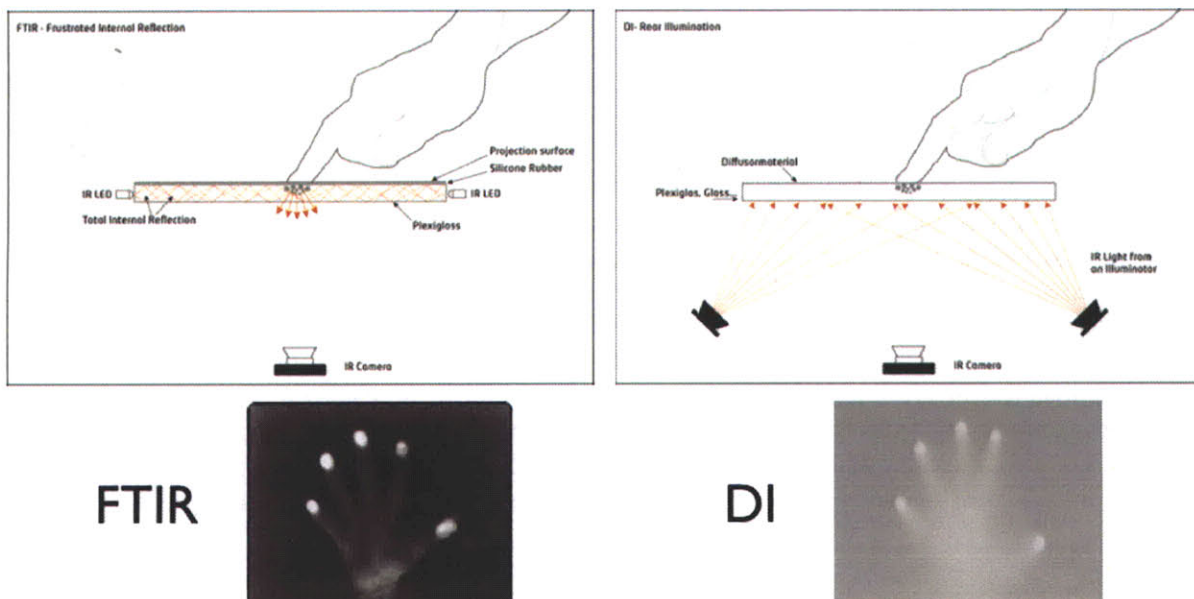 FTIR - Frustrated Internal Reflection
Projection surface
Silicone Rubber
IR LED
IR LED
Total Internal Reflection
Plexiglass
IR Camera
DI- Rear Illumination
Diffusormaterial
Plexiglas, Glass...
IR Light from
an Illuminator
IR Camera
FTIR
DI